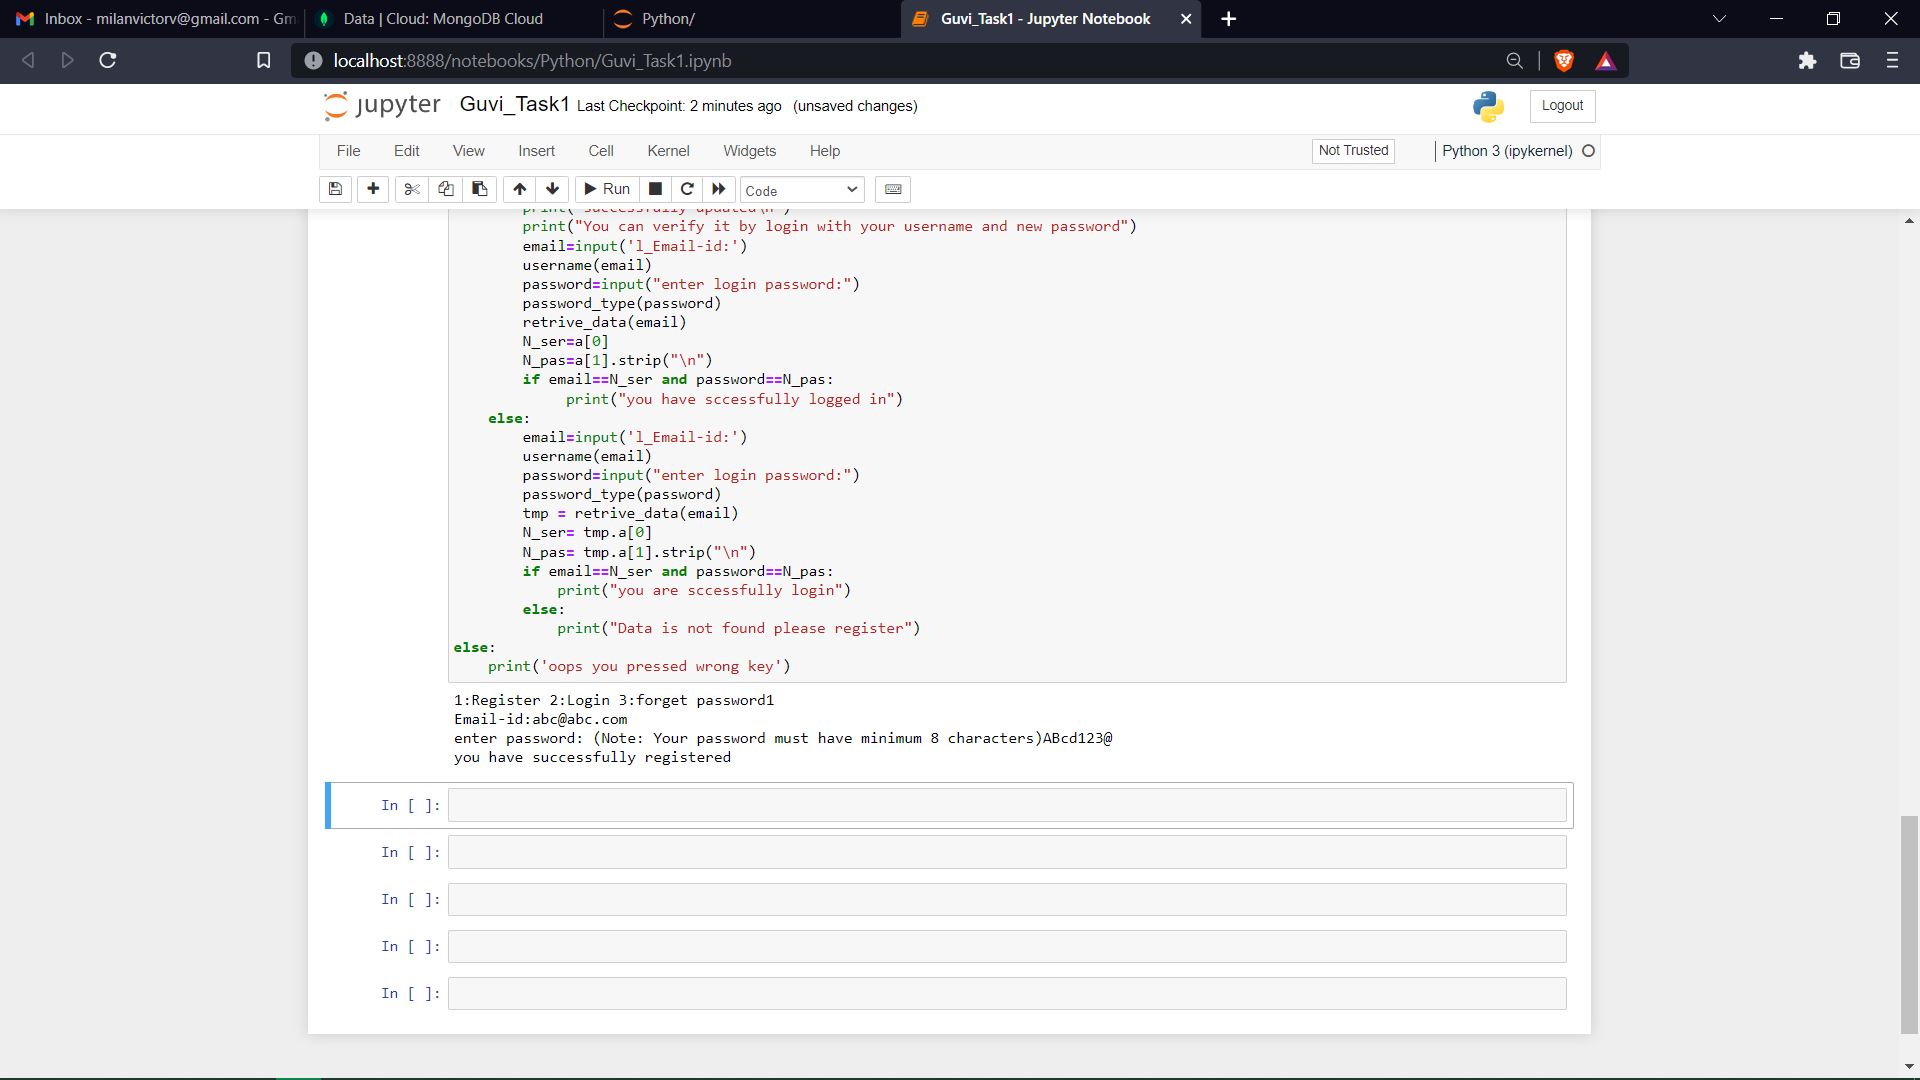 Inbox - milanvictorv@gmail.com - Gm
Data | Cloud: MongoDB Cloud
Python/
Guvi_Task1 - Jupyter Notebook
localhost:8888/notebooks/Python/Guvi_Task1.ipynb
jupyter Guvi_Task1 Last Checkpoint: 2 minutes ago (unsaved changes)
Logout
File Edit View Insert Cell Kernel Widgets Help
Not Trusted
Python 3 (ipykernel)
Run
Code
print("successfully updated\n")
print("You can verify it by login with your username and new password")
email=input('l_Email-id:')
username(email)
password=input("enter login password:")
password_type(password)
retrive_data(email)
N_ser=a[0]
N_pas=a[1].strip("\n")
if email==N_ser and password==N_pas:
print("you have sccessfully logged in")
else:
email=input('l_Email-id:')
username(email)
password=input("enter login password:")
password_type(password)
tmp = retrive_data(email)
N_ser= tmp.a[0]
N_pas= tmp.a[1].strip("\n")
if email==N_ser and password==N_pas:
print("you are sccessfully login")
else:
print("Data is not found please register")
else:
print('oops you pressed wrong key')
1:Register 2:Login 3:forget password1
Email-id:abc@abc.com
enter password: (Note: Your password must have minimum 8 characters)ABcd123@
you have successfully registered
In [ ]:
In [ ]:
In [ ]:
In [ ]:
In [ ]: